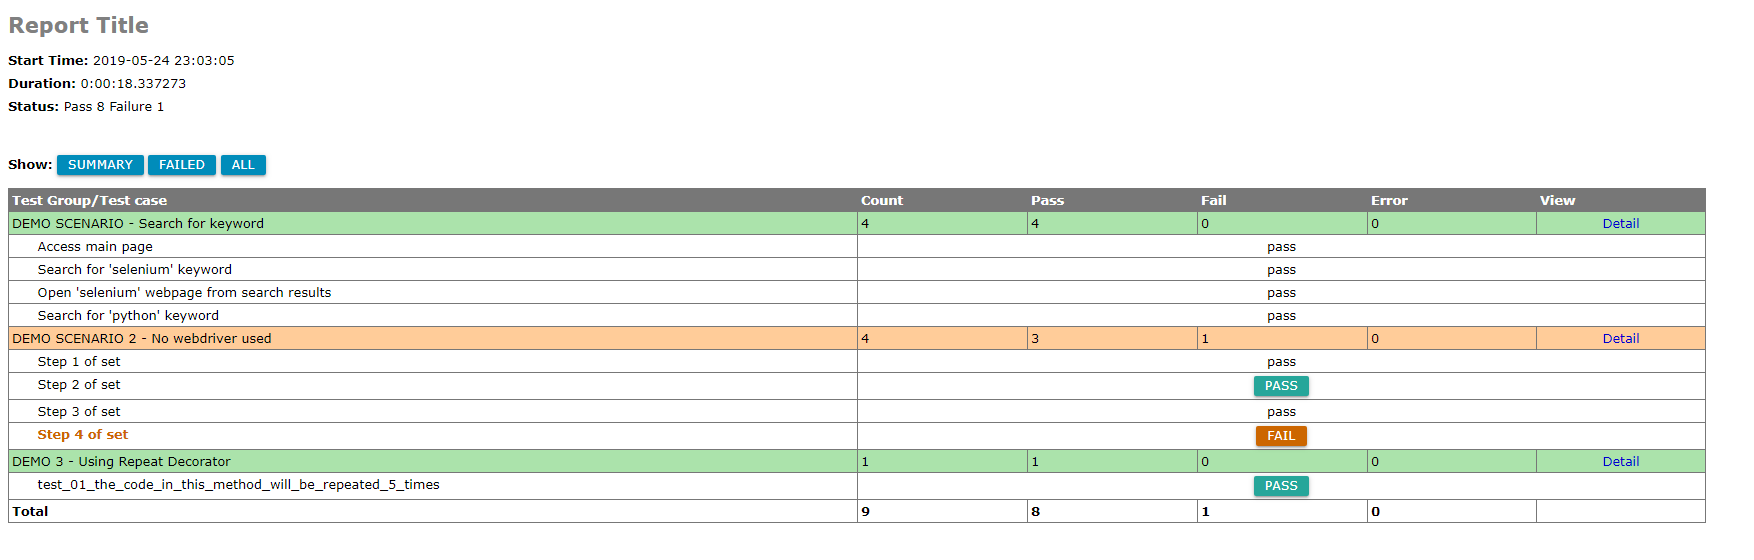 Report Title
Start Time: 2019-05-24 23:03:05
Duration: 0:00:18.337273
Status: Pass 8 Failure 1
Show: SUMMARY FAILED ALL
Test Group/Test case Count Pass Fail Error View
DEMO SCENARIO - Search for keyword 4 4 0 0 Detail
Access main page pass
Search for 'selenium' keyword pass
Open 'selenium' webpage from search results pass
Search for 'python' keyword pass
DEMO SCENARIO 2 - No webdriver used 4 3 1 0 Detail
Step 1 of set pass
Step 2 of set PASS
Step 3 of set pass
Step 4 of set FAIL
DEMO 3 - Using Repeat Decorator 1 1 0 0 Detail
test_01_the_code_in_this_method_will_be_repeated_5_times PASS
Total 9 8 1 0